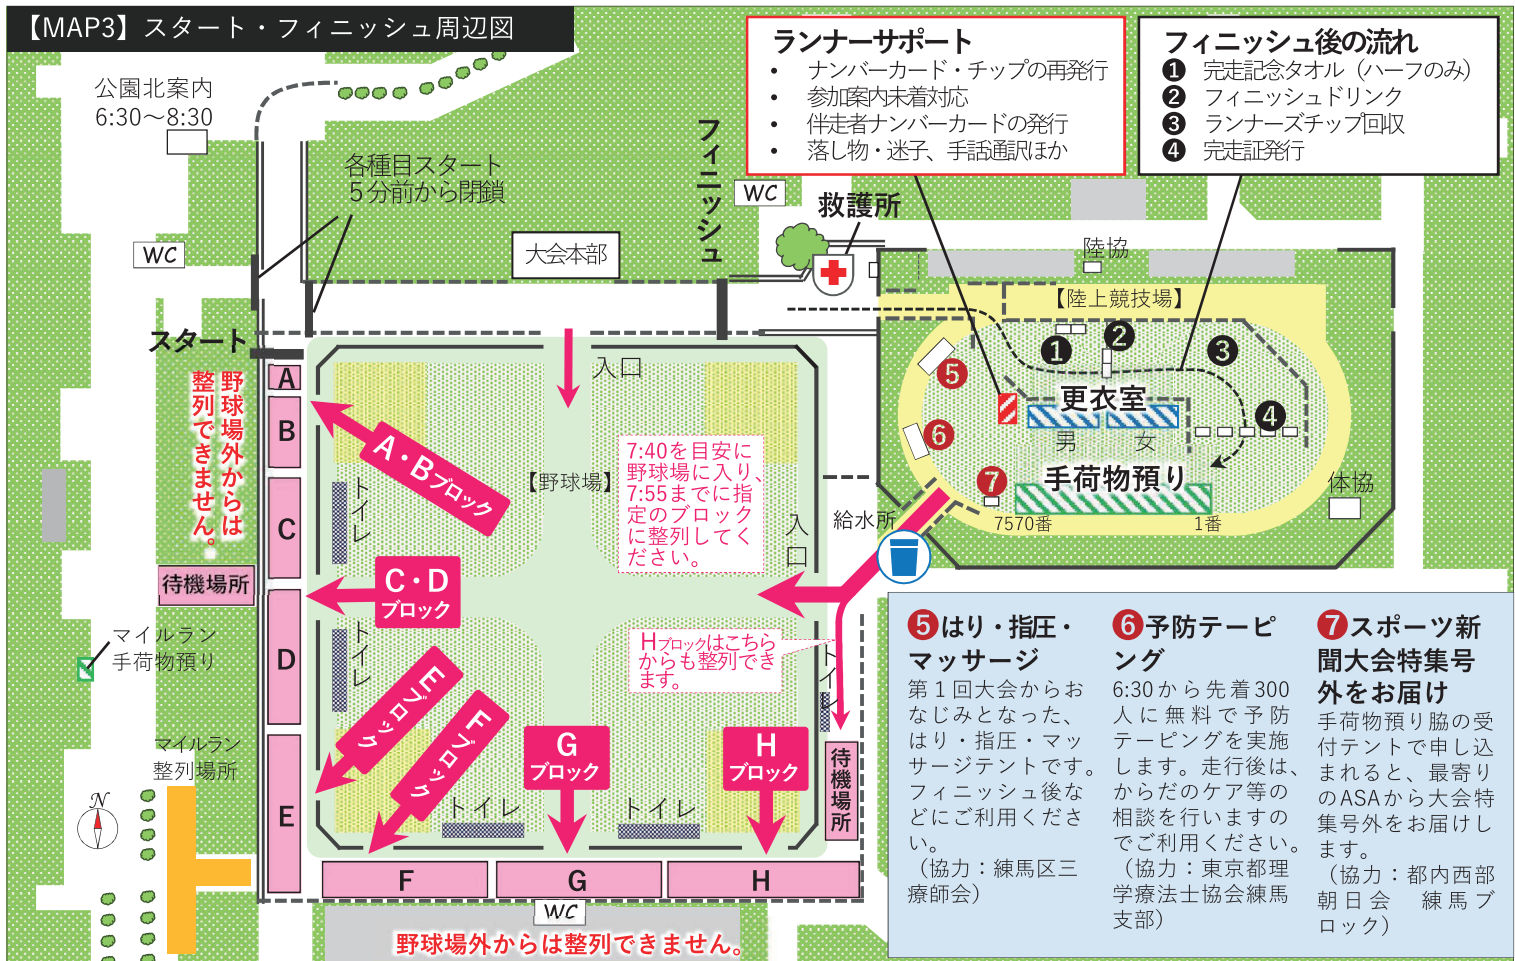 【MAP3】スタート・フィニッシュ周辺図
公園北案内
6:30〜8:30
各種目スタート
5分前から閉鎖
WC
大会本部
フィニッシュ
WC
救護所
ランナーサポート
• ナンバーカード・チップの再発行
• 参加案内未着対応
• 伴走者ナンバーカードの発行
• 落し物・迷子、手話通訳ほか
フィニッシュ後の流れ
❶ 完走記念タオル（ハーフのみ）
❷ フィニッシュドリンク
❸ ランナーズチップ回収
❹ 完走証発行
陸協
【陸上競技場】
❶
❷
❸
❹
❺
❻
❼
更衣室
男
女
手荷物預り
7570番
1番
体協
給水所
スタート
野球場外からは
整列できません。
A
B
C
D
E
F
G
H
待機場所
マイルラン
手荷物預り
マイルラン
整列場所
N
入口
入口
【野球場】
7:40を目安に
野球場に入り、
7:55までに指
定のブロック
に整列してく
ださい。
A・Bブロック
トイレ
C・D
ブロック
トイレ
Eブロック
Fブロック
G
ブロック
H
ブロック
トイレ
トイレ
Hブロックはこちら
からも整列でき
ます。
トイレ
待機場所
WC
野球場外からは整列できません。
❺はり・指圧・
マッサージ
第１回大会からお
なじみとなった、
はり・指圧・マッ
サージテントです。
フィニッシュ後な
どにご利用くださ
い。
（協力：練馬区三
療師会）
❻予防テーピ
ング
6:30から先着300
人に無料で予防
テーピングを実施
します。走行後は、
からだのケア等の
相談を行いますの
でご利用ください。
（協力：東京都理
学療法士協会練馬
支部）
❼スポーツ新
聞大会特集号
外をお届け
手荷物預り脇の受
付テントで申し込
まれると、最寄り
のASAから大会特
集号外をお届けし
ます。
（協力：都内西部
朝日会　練馬ブ
ロック）